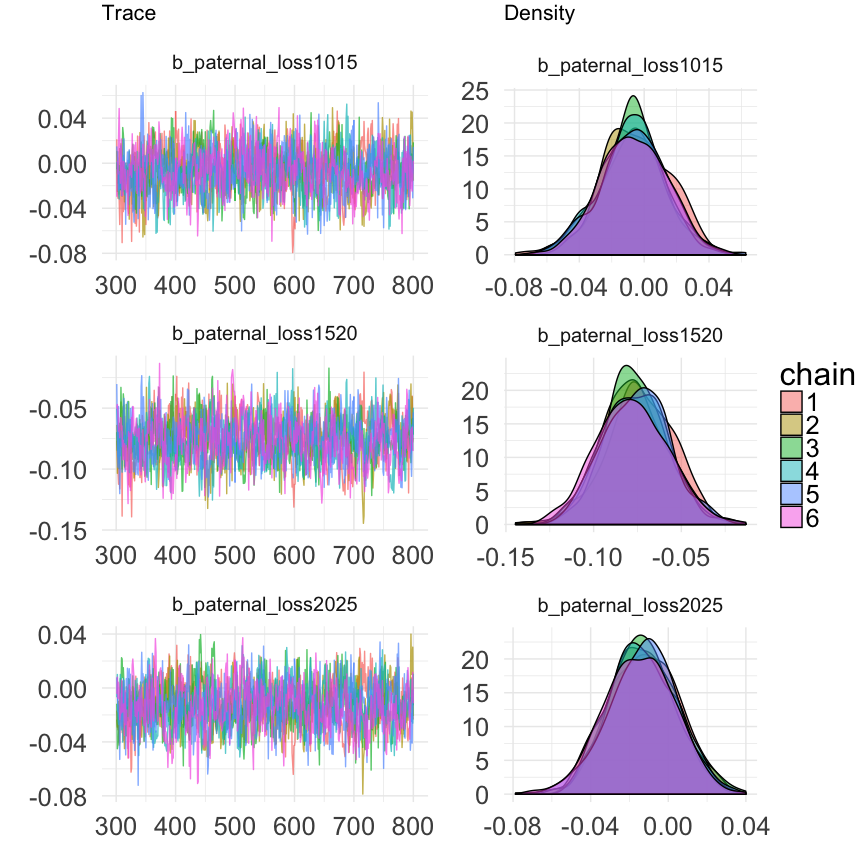 Trace
Density
b_paternal_loss1015
0.04
0.00
-0.04
-0.08
300 400 500 600 700 800
b_paternal_loss1015
25
20
15
10
5
0
-0.08 -0.04 0.00 0.04
b_paternal_loss1520
-0.05
-0.10
-0.15
300 400 500 600 700 800
b_paternal_loss1520
20
15
10
5
0
-0.15 -0.10 -0.05
b_paternal_loss2025
0.04
0.00
-0.04
-0.08
300 400 500 600 700 800
b_paternal_loss2025
20
15
10
5
0
-0.08 -0.04 0.00 0.04
chain
1
2
3
4
5
6